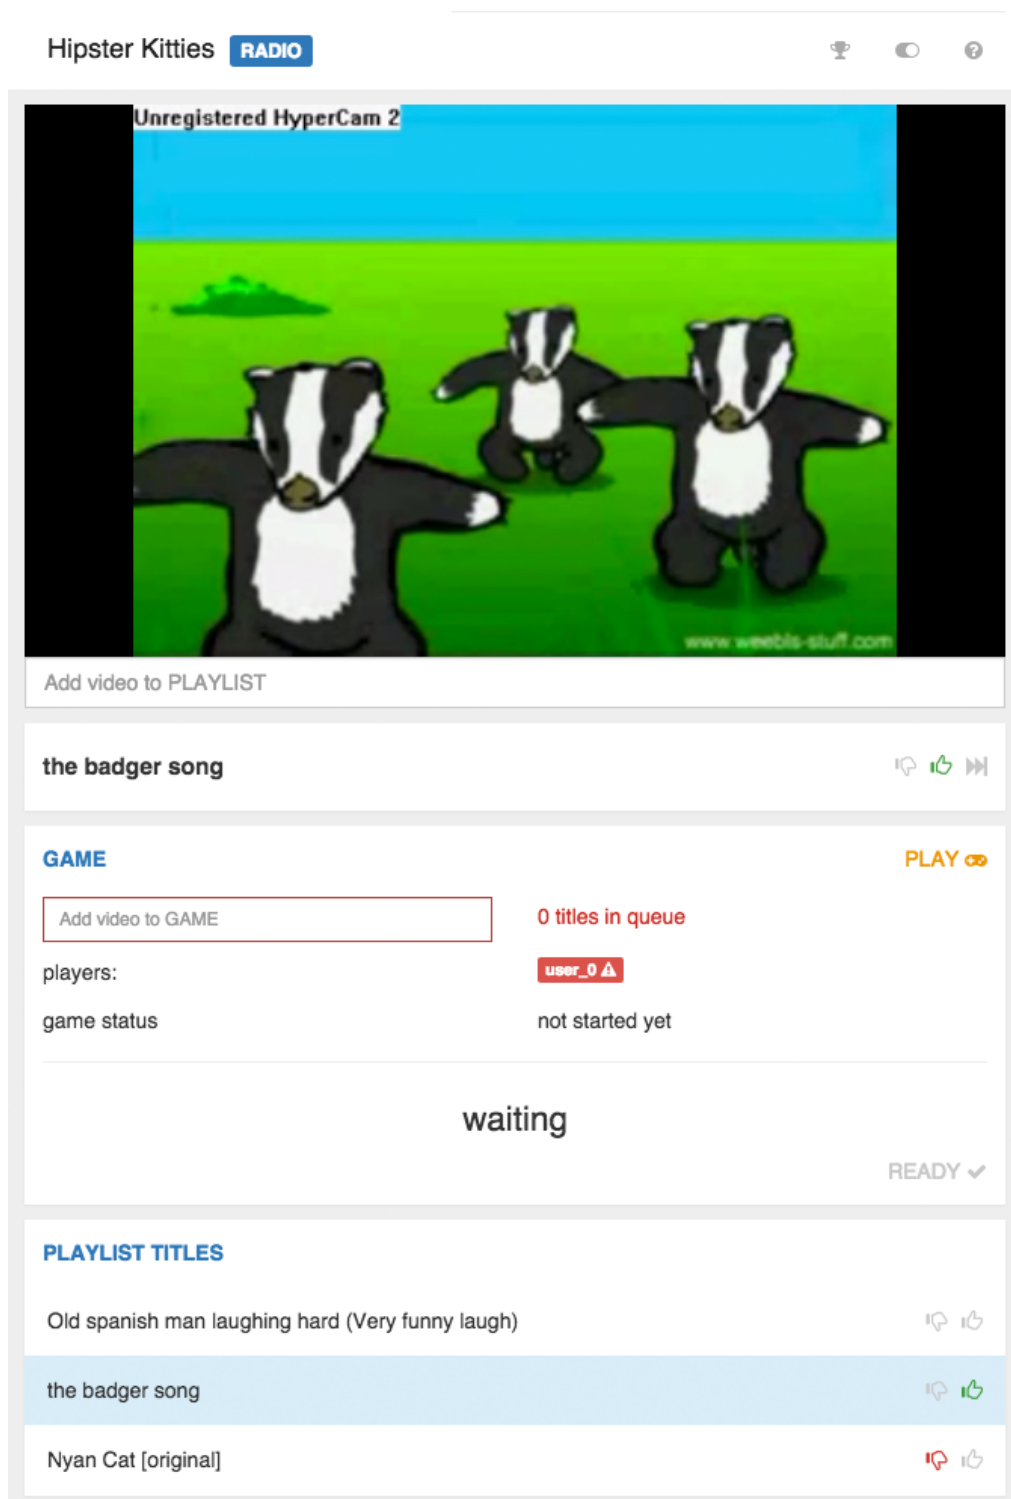 Hipster Kitties RADIO
Unregistered HyperCam 2
www.weebls-stuff.com
Add video to PLAYLIST
the badger song
GAME PLAY
Add video to GAME 0 titles in queue
players: user_0
game status not started yet
waiting
READY
PLAYLIST TITLES
Old spanish man laughing hard (Very funny laugh)
the badger song
Nyan Cat [original]